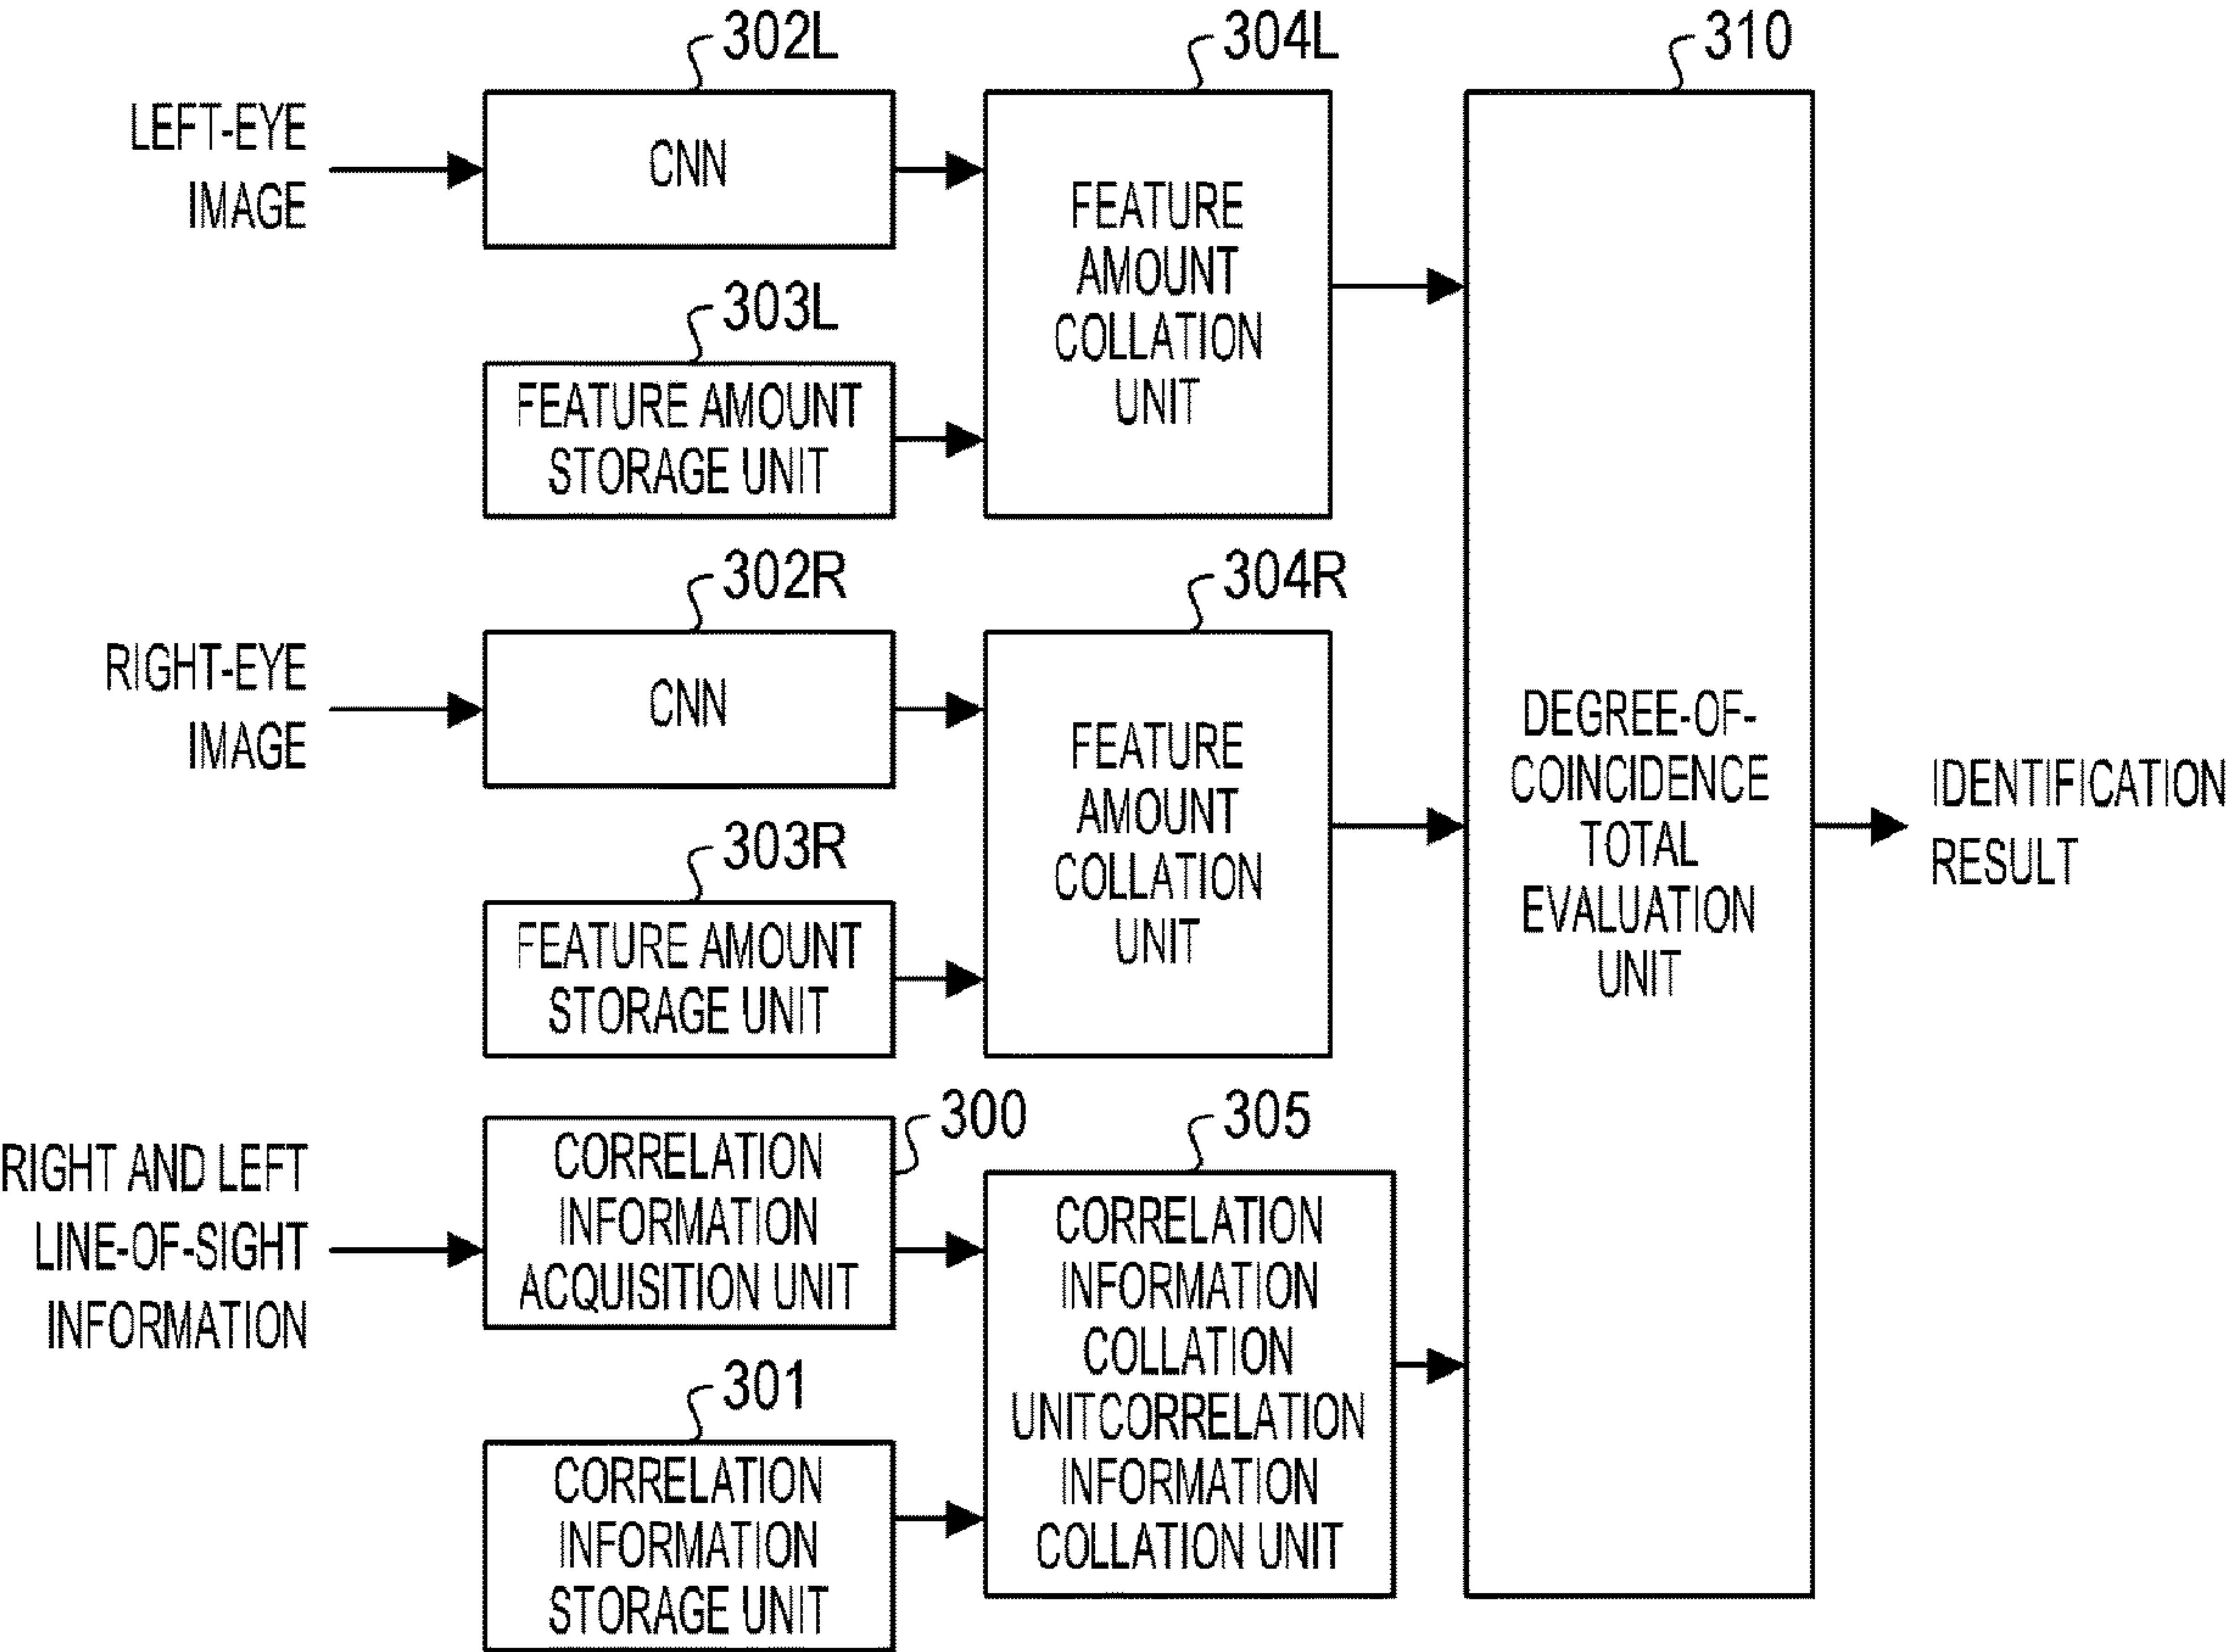 302L
304L
310
LEFT-EYE
IMAGE
CNN
FEATURE
AMOUNT
COLLATION
UNIT
303L
FEATURE AMOUNT
STORAGE UNIT
302R
304R
RIGHT-EYE
IMAGE
CNN
FEATURE
AMOUNT
COLLATION
UNIT
303R
FEATURE AMOUNT
STORAGE UNIT
DEGREE-OF-
COINCIDENCE
TOTAL
EVALUATION
UNIT
IDENTIFICATION
RESULT
300
305
RIGHT AND LEFT
LINE-OF-SIGHT
INFORMATION
CORRELATION
INFORMATION
ACQUISITION UNIT
301
CORRELATION
INFORMATION
STORAGE UNIT
CORRELATION
INFORMATION
COLLATION
UNITCORRELATION
INFORMATION
COLLATION UNIT